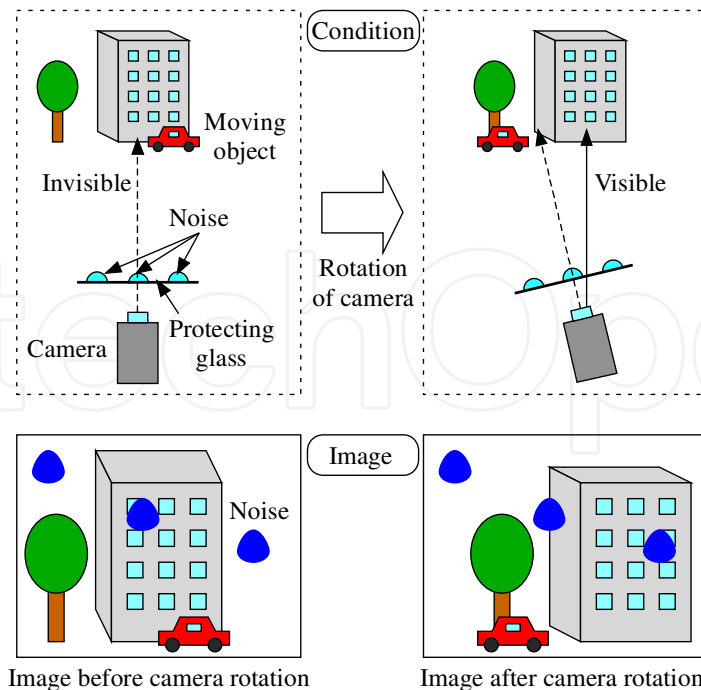 Condition
Moving
object
Invisible
Visible
Noise
Rotation
of camera
Protecting
glass
Camera
Image
Noise
Image before camera rotation
Image after camera rotation